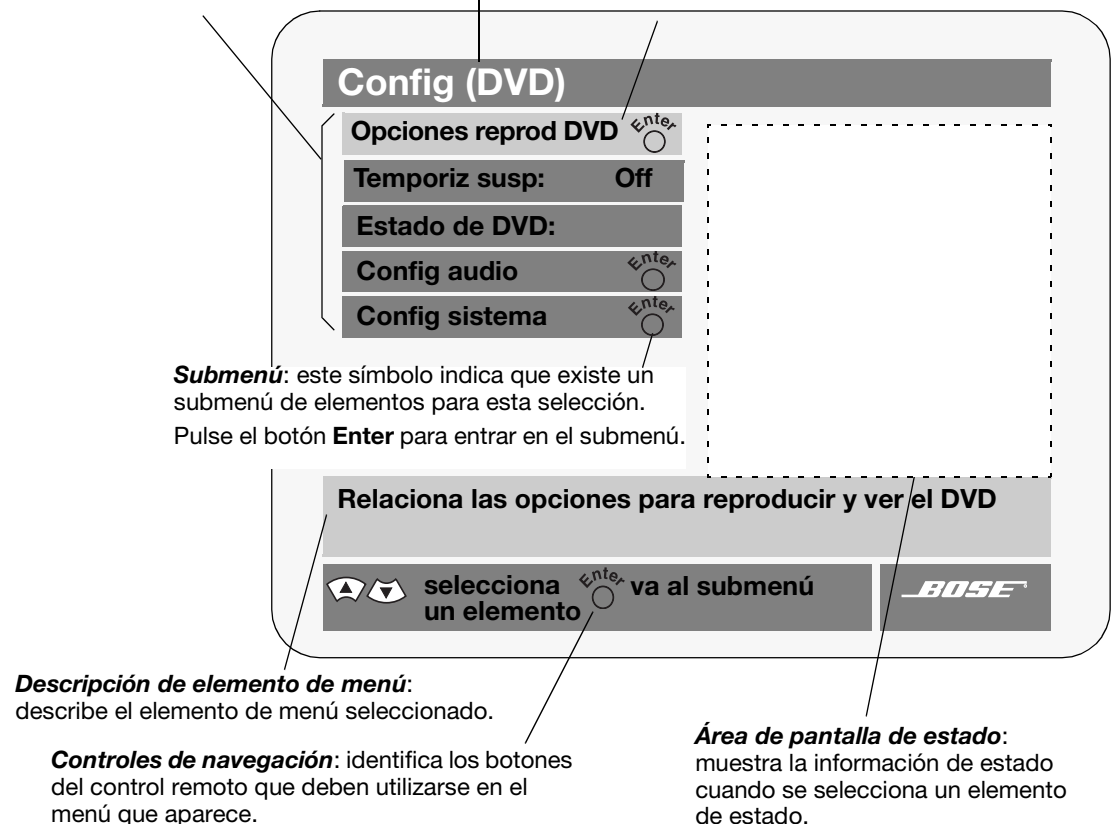 Config (DVD)
Opciones reprod DVD Enter
Temporiz susp: Off
Estado de DVD:
Config audio Enter
Config sistema Enter
Submenú: este símbolo indica que existe un
submenú de elementos para esta selección.
Pulse el botón Enter para entrar en el submenú.
Relaciona las opciones para reproducir y ver el DVD
selecciona Enter va al submenú
un elemento
BOSE
Descripción de elemento de menú:
describe el elemento de menú seleccionado.
Controles de navegación: identifica los botones
del control remoto que deben utilizarse en el
menú que aparece.
Área de pantalla de estado:
muestra la información de estado
cuando se selecciona un elemento
de estado.